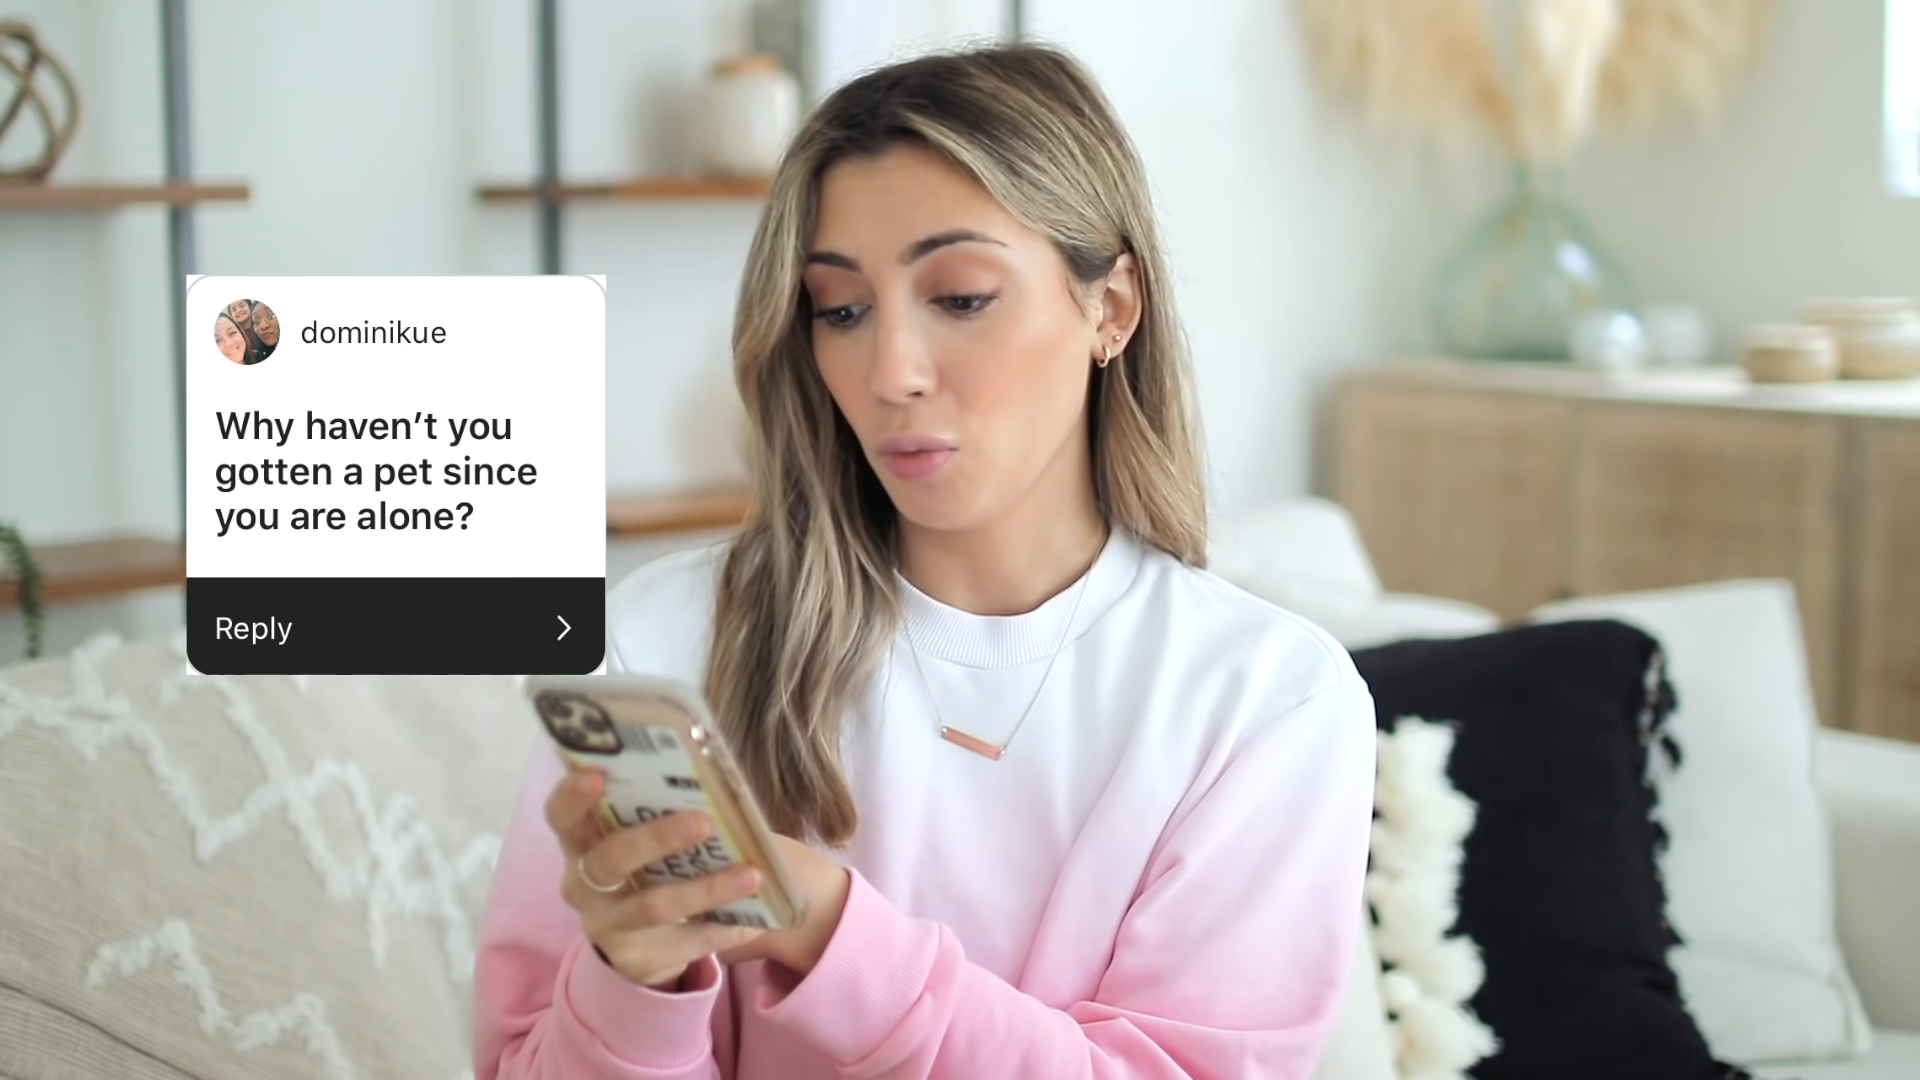 dominikue
Why haven’t you
gotten a pet since
you are alone?
Reply